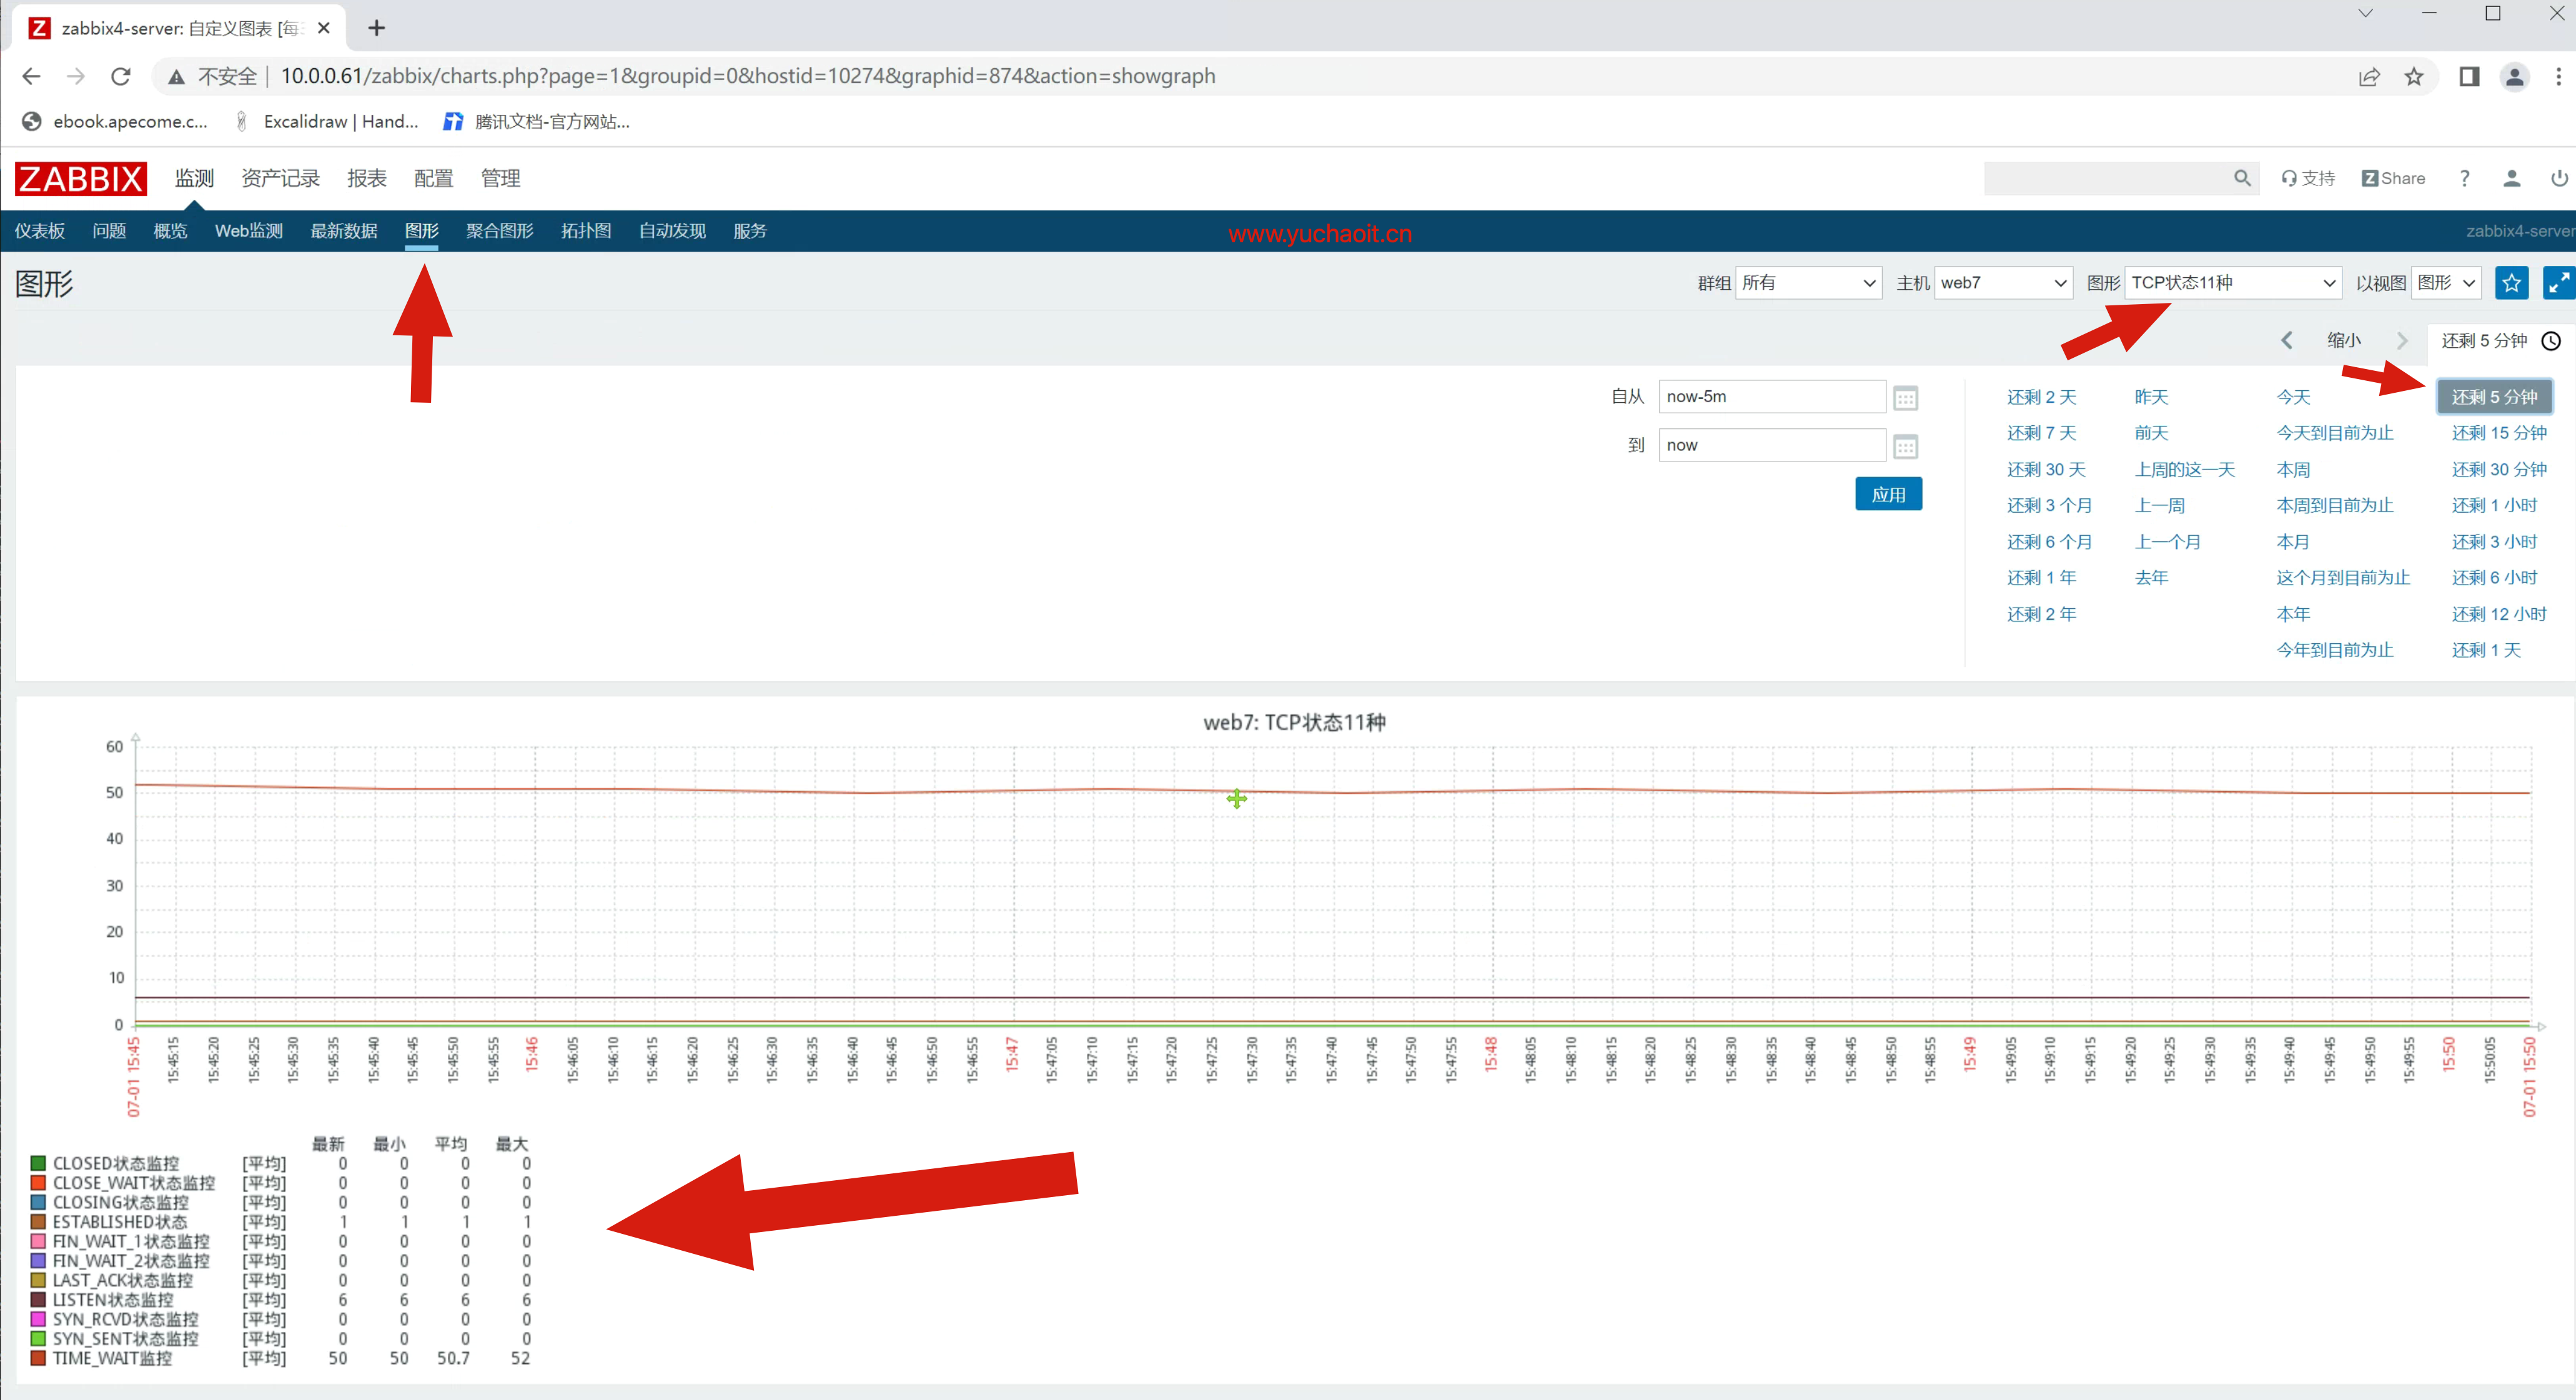 zabbix4-server: 自定义图表 [每
不安全 | 10.0.0.61/zabbix/charts.php?page=1&groupid=0&hostid=10274&graphid=874&action=showgraph
ebook.apecome.c... Excalidraw | Hand... 腾讯文档-官方网站...
ZABBIX 监测 资产记录 报表 配置 管理 支持 Z Share ?
仪表板 问题 概览 Web监测 最新数据 图形 聚合图形 拓扑图 自动发现 服务 www.yuchaoit.cn zabbix4-server
图形 群组 所有 主机 web7 图形 TCP状态11种 以视图 图形
缩小 还剩 5 分钟
自从 now-5m 还剩 2 天 昨天 今天 还剩 5 分钟
还剩 7 天 前天 今天到目前为止 还剩 15 分钟
到 now
还剩 30 天 上周的这一天 本周 还剩 30 分钟
应用
还剩 3 个月 上一周 本周到目前为止 还剩 1 小时
还剩 6 个月 上一个月 本月 还剩 3 小时
还剩 1 年 去年 这个月到目前为止 还剩 6 小时
还剩 2 年 本年 还剩 12 小时
今年到目前为止 还剩 1 天
web7: TCP状态11种
60
50
40
30
20
10
0
07-01 15:45 15:45:15 15:45:20 15:45:25 15:45:30 15:45:35 15:45:40 15:45:45 15:45:50 15:45:55 15:46 15:46:05 15:46:10 15:46:15 15:46:20 15:46:25 15:46:30 15:46:35 15:46:40 15:46:45 15:46:50 15:46:55 15:47 15:47:05 15:47:10 15:47:15 15:47:20 15:47:25 15:47:30 15:47:35 15:47:40 15:47:45 15:47:50 15:47:55 15:48 15:48:05 15:48:10 15:48:15 15:48:20 15:48:25 15:48:30 15:48:35 15:48:40 15:48:45 15:48:50 15:48:55 15:49 15:49:05 15:49:10 15:49:15 15:49:20 15:49:25 15:49:30 15:49:35 15:49:40 15:49:45 15:49:50 15:49:55 15:50 15:50:05 07-01 15:50
最新 最小 平均 最大
CLOSED状态监控 [平均] 0 0 0 0
CLOSE_WAIT状态监控 [平均] 0 0 0 0
CLOSING状态监控 [平均] 0 0 0 0
ESTABLISHED状态 [平均] 1 1 1 1
FIN_WAIT_1状态监控 [平均] 0 0 0 0
FIN_WAIT_2状态监控 [平均] 0 0 0 0
LAST_ACK状态监控 [平均] 0 0 0 0
LISTEN状态监控 [平均] 6 6 6 6
SYN_RCVD状态监控 [平均] 0 0 0 0
SYN_SENT状态监控 [平均] 0 0 0 0
TIME_WAIT监控 [平均] 50 50 50.7 52